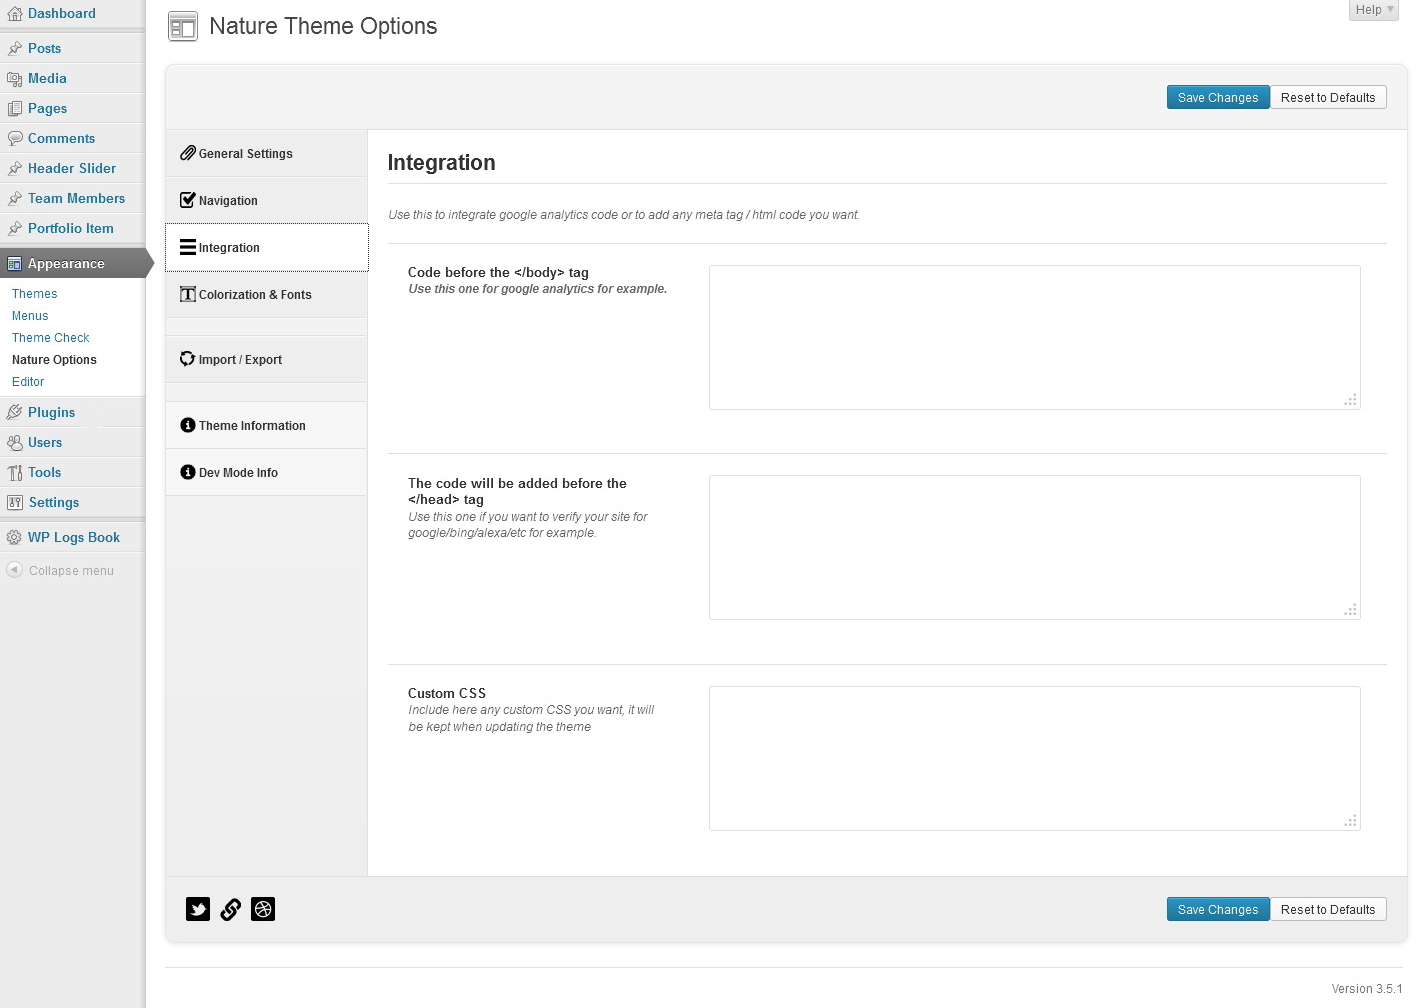 Dashboard
Posts
Media
Pages
Comments
Header Slider
Team Members
Portfolio Item
Appearance
Themes
Menus
Theme Check
Nature Options
Editor
Plugins
Users
Tools
Settings
WP Logs Book
Collapse menu
Nature Theme Options
Help
Save Changes
Reset to Defaults
General Settings
Navigation
Integration
Colorization & Fonts
Import / Export
Theme Information
Dev Mode Info
Integration
Use this to integrate google analytics code or to add any meta tag / html code you want.
Code before the </body> tag
Use this one for google analytics for example.
The code will be added before the
</head> tag
Use this one if you want to verify your site for
google/bing/alexa/etc for example.
Custom CSS
Include here any custom CSS you want, it will
be kept when updating the theme
Save Changes
Reset to Defaults
Version 3.5.1